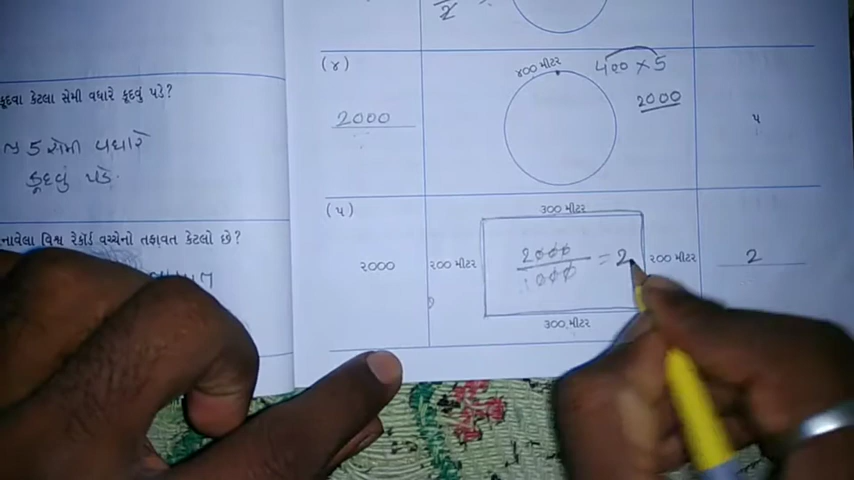 કૂદવા કેટલા સેમી વધારે કૂદવું પડે?
5 સેમી વધારે
કૂદવું પડે.
નાવેલા વિશ્વ રેકોર્ડ વચ્ચેનો તફાવત કેટલો છે?
2
(૪)
2000
૪૦૦ મીટર
400 × 5
2000
૫
(૫)
૨૦૦૦
૨૦૦ મીટર
૩૦૦ મીટર
2000
1000
= 2
૨૦૦ મીટર
૩૦૦ મીટર
2